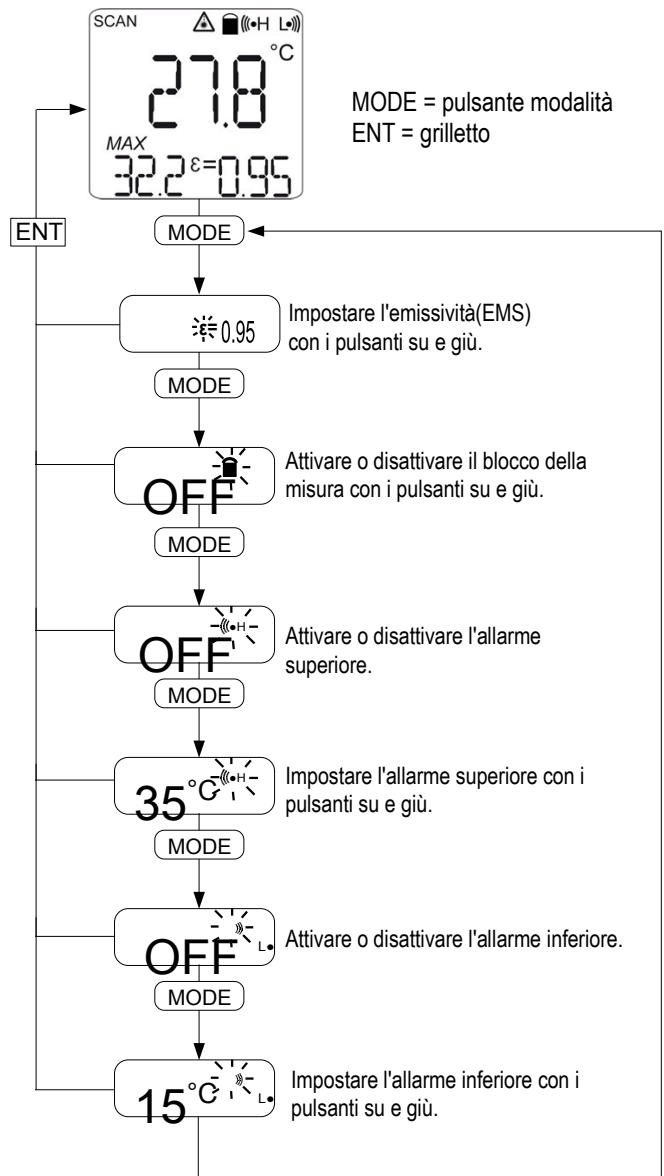 SCAN H L
27.8 °C
MAX
32.2 ε= 0.95
MODE = pulsante modalità
ENT = grilletto
ENT
MODE
ε= 0.95
Impostare l'emissività(EMS)
con i pulsanti su e giù.
MODE
OFF
Attivare o disattivare il blocco della
misura con i pulsanti su e giù.
MODE
OFF H
Attivare o disattivare l'allarme
superiore.
MODE
35°C H
Impostare l'allarme superiore con i
pulsanti su e giù.
MODE
OFF L
Attivare o disattivare l'allarme inferiore.
MODE
15°C L
Impostare l'allarme inferiore con i
pulsanti su e giù.